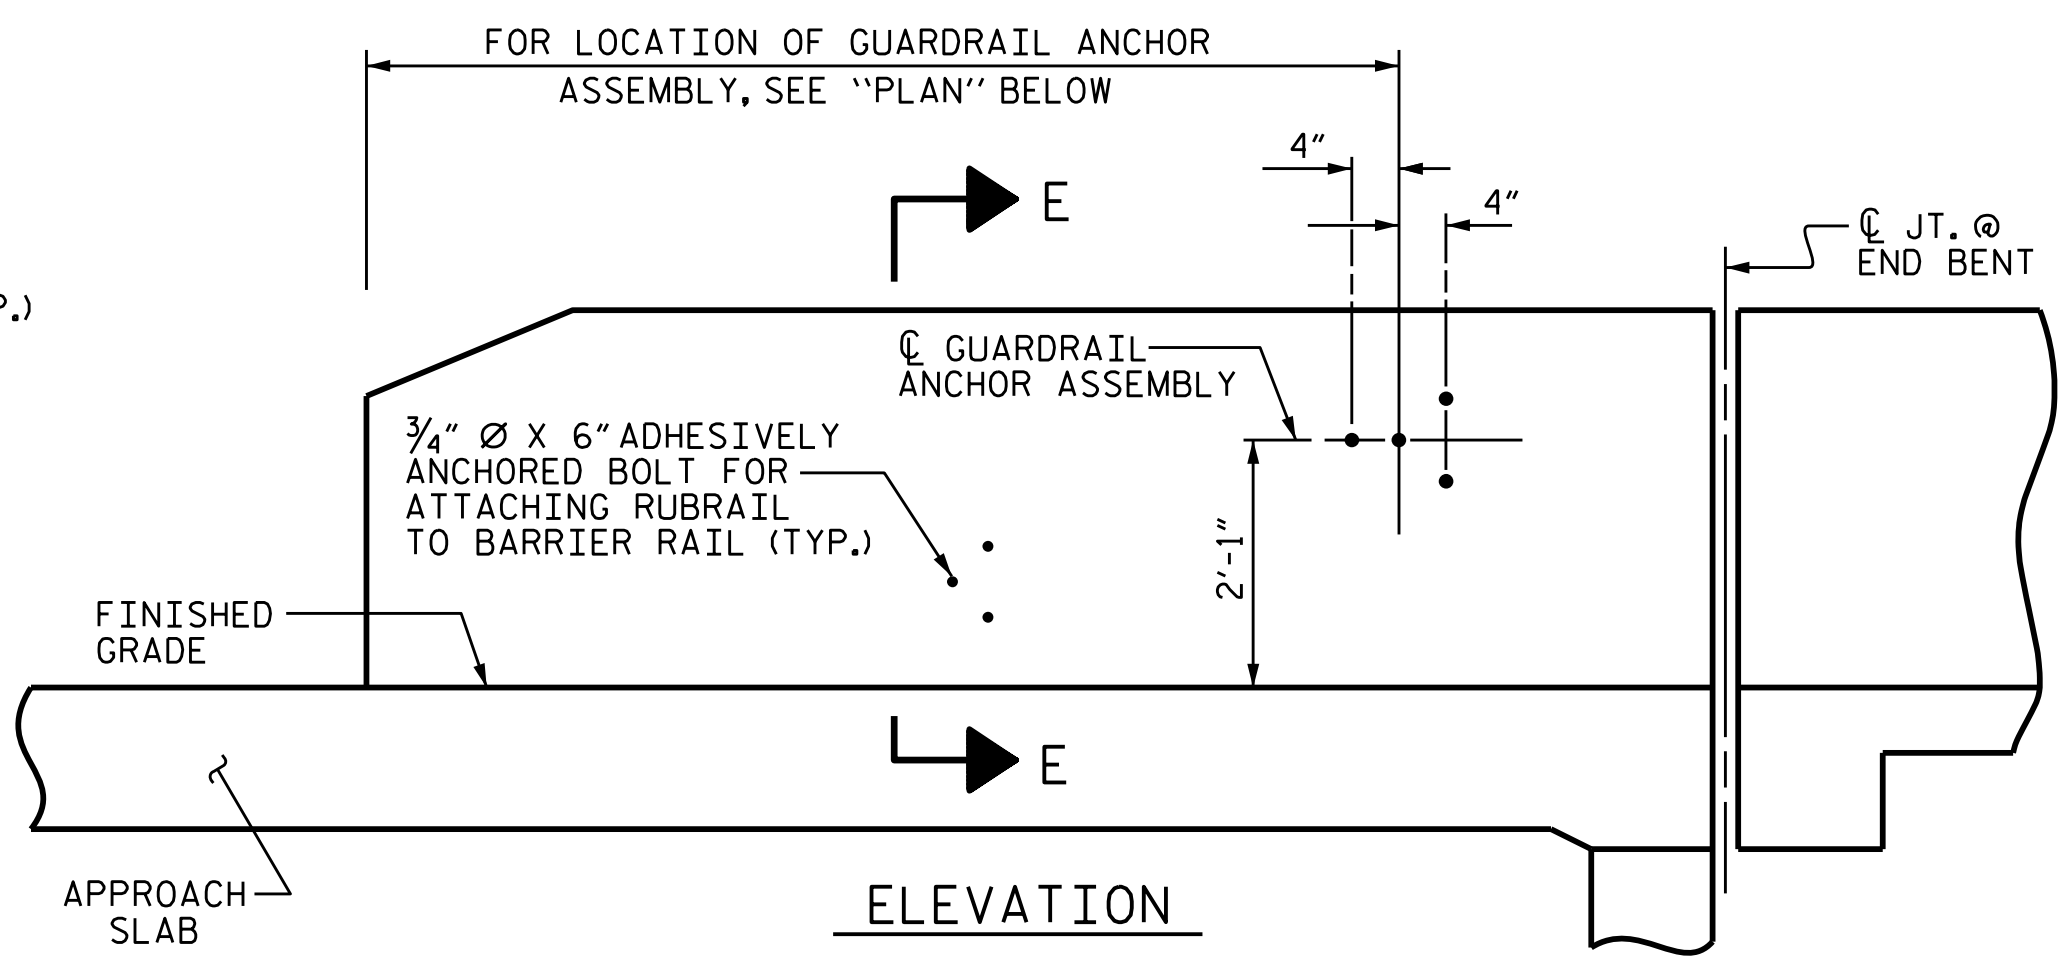 FOR LOCATION OF GUARDRAIL ANCHOR
ASSEMBLY, SEE "PLAN" BELOW
4"
4"
E
℄ JT. @
END BENT
P.)
℄ GUARDRAIL
ANCHOR ASSEMBLY
¾" Ø X 6" ADHESIVELY
ANCHORED BOLT FOR
ATTACHING RUBRAIL
TO BARRIER RAIL (TYP.)
2'-1"
FINISHED
GRADE
E
APPROACH
SLAB
ELEVATION